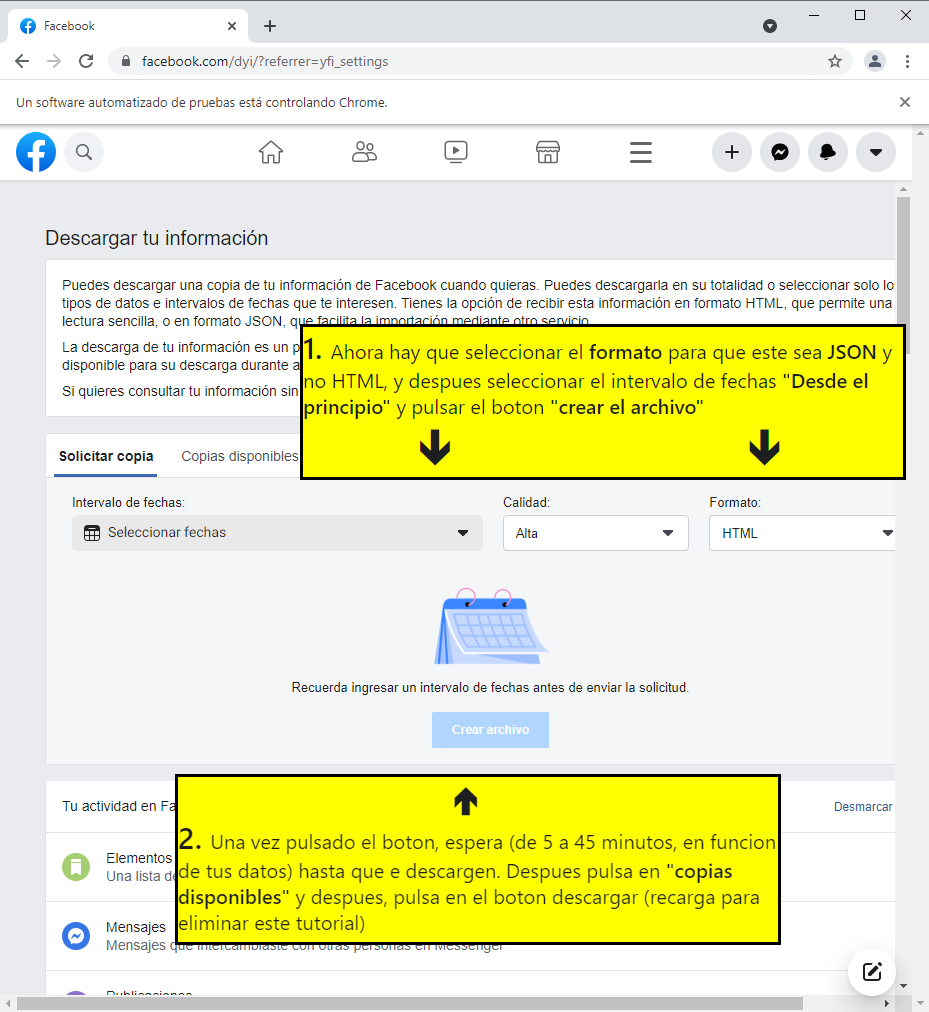 Facebook
facebook.com/dyi/?referrer=yfi_settings
Un software automatizado de pruebas está controlando Chrome.
Descargar tu información
Puedes descargar una copia de tu información de Facebook cuando quieras. Puedes descargarla en su totalidad o seleccionar solo lo
tipos de datos e intervalos de fechas que te interesen. Tienes la opción de recibir esta información en formato HTML, que permite una
lectura sencilla, o en formato JSON, que facilita la importación mediante otro servicio.
La descarga de tu información es un p
disponible para su descarga durante a
Si quieres consultar tu información sin
1. Ahora hay que seleccionar el formato para que este sea JSON y
no HTML, y despues seleccionar el intervalo de fechas "Desde el
principio" y pulsar el boton "crear el archivo"
Solicitar copia
Copias disponibles
Intervalo de fechas:
Calidad:
Formato:
Seleccionar fechas
Alta
HTML
Recuerda ingresar un intervalo de fechas antes de enviar la solicitud.
Crear archivo
Tu actividad en Fa
Desmarcar
2. Una vez pulsado el boton, espera (de 5 a 45 minutos, en funcion
de tus datos) hasta que e descargen. Despues pulsa en "copias
disponibles" y despues, pulsa en el boton descargar (recarga para
eliminar este tutorial)
Elementos
Una lista de
Mensajes
Mensajes que intercambiaste con otras personas en Messenger
Publicaciones